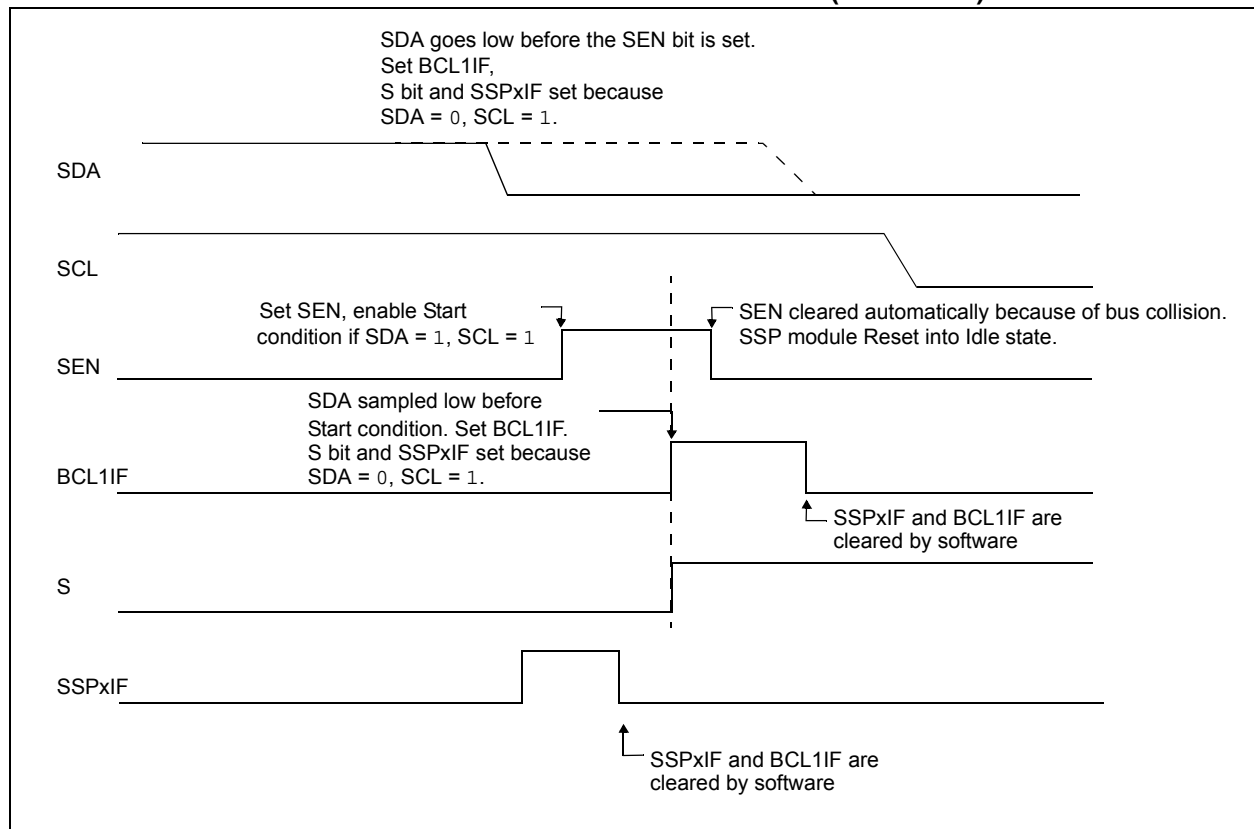 SDA goes low before the SEN bit is set.
Set BCL1IF,
S bit and SSPxIF set because
SDA = 0, SCL = 1.
SDA
SCL
Set SEN, enable Start
condition if SDA = 1, SCL = 1
SEN cleared automatically because of bus collision.
SSP module Reset into Idle state.
SEN
SDA sampled low before
Start condition. Set BCL1IF.
S bit and SSPxIF set because
SDA = 0, SCL = 1.
BCL1IF
SSPxIF and BCL1IF are
cleared by software
S
SSPxIF
SSPxIF and BCL1IF are
cleared by software